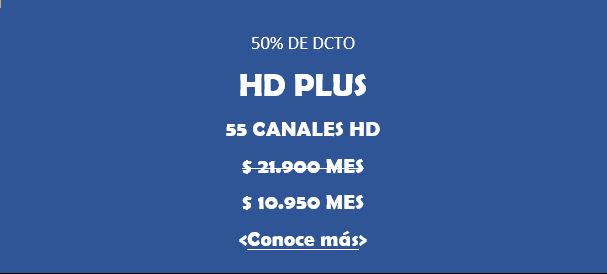 50% DE DCTO
HD PLUS
55 CANALES HD
$ 21.900 MES
$ 10.950 MES
<Conoce más>